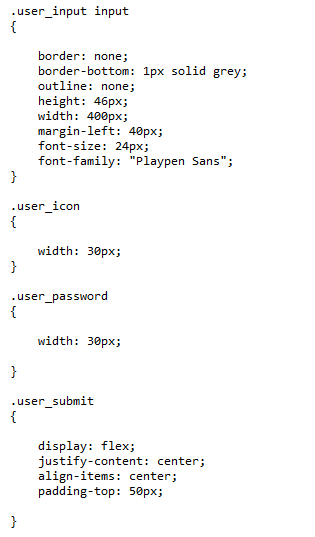 .user_input input
{
border: none;
border-bottom: 1px solid grey;
outline: none;
height: 46px;
width: 400px;
margin-left: 40px;
font-size: 24px;
font-family: "Playpen Sans";
}
.user_icon
{
width: 30px;
}
.user_password
{
width: 30px;
}
.user_submit
{
display: flex;
justify-content: center;
align-items: center;
padding-top: 50px;
}